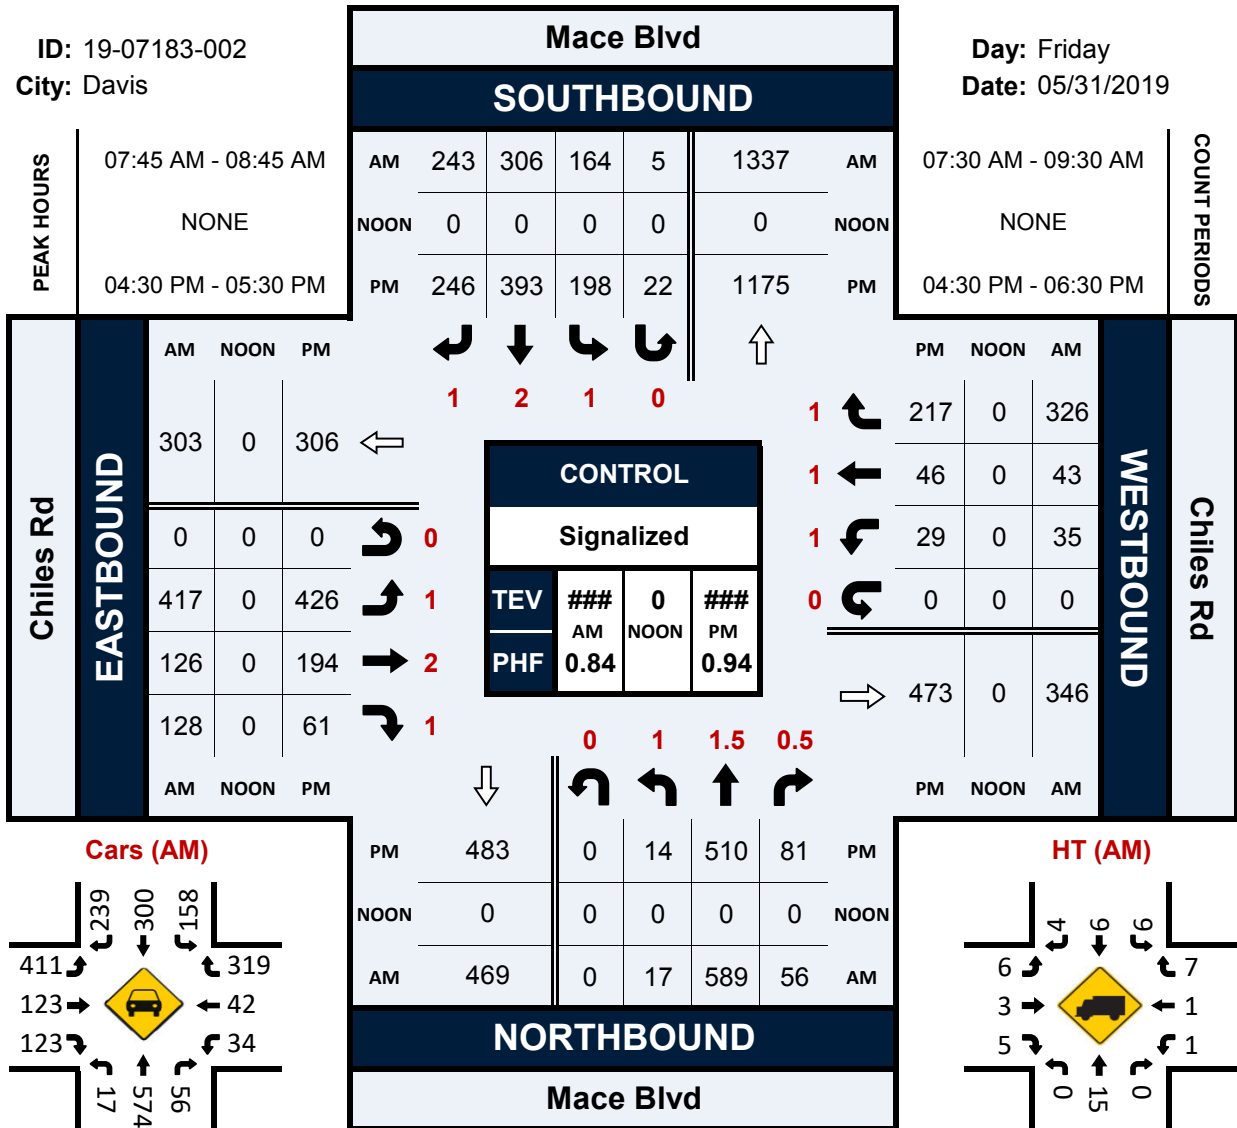 ID: 19-07183-002
City: Davis
Mace Blvd
SOUTHBOUND
Day: Friday
Date: 05/31/2019
PEAK HOURS
07:45 AM - 08:45 AM
NONE
04:30 PM - 05:30 PM
AM 243 306 164 5 1337 AM
NOON 0 0 0 0 0 NOON
PM 246 393 198 22 1175 PM
07:30 AM - 09:30 AM
NONE
04:30 PM - 06:30 PM
COUNT PERIODS
1 2 1 0
Chiles Rd
EASTBOUND
AM NOON PM
303 0 306
0 0 0 0
417 0 426 1
126 0 194 2
128 0 61 1
AM NOON PM
CONTROL
Signalized
TEV ### 0 ###
AM NOON PM
PHF 0.84 0.94
PM NOON AM
1 217 0 326
1 46 0 43
1 29 0 35
0 0 0 0
473 0 346
PM NOON AM
WESTBOUND
Chiles Rd
0 1 1.5 0.5
PM 483 0 14 510 81 PM
NOON 0 0 0 0 0 NOON
AM 469 0 17 589 56 AM
NORTHBOUND
Mace Blvd
Cars (AM)
239 300 158
411 319
123 42
123 34
17 574 56
HT (AM)
4 6 6
6 7
3 1
5 1
0 15 0